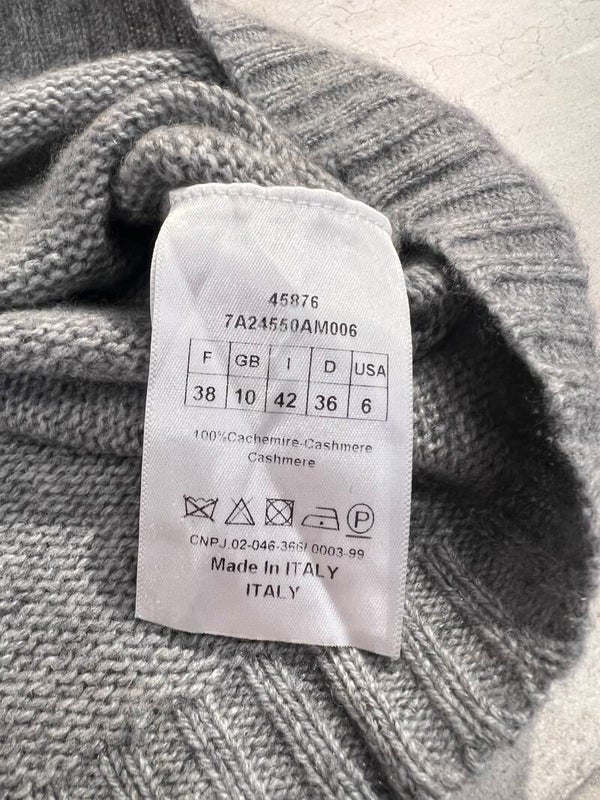 45876
7A24550AM006
F GB I D USA
38 10 42 36 6
100%Cachemire-Cashmere
Cashmere
P
CNPJ.02-046-366/0003-99
Made In ITALY
ITALY